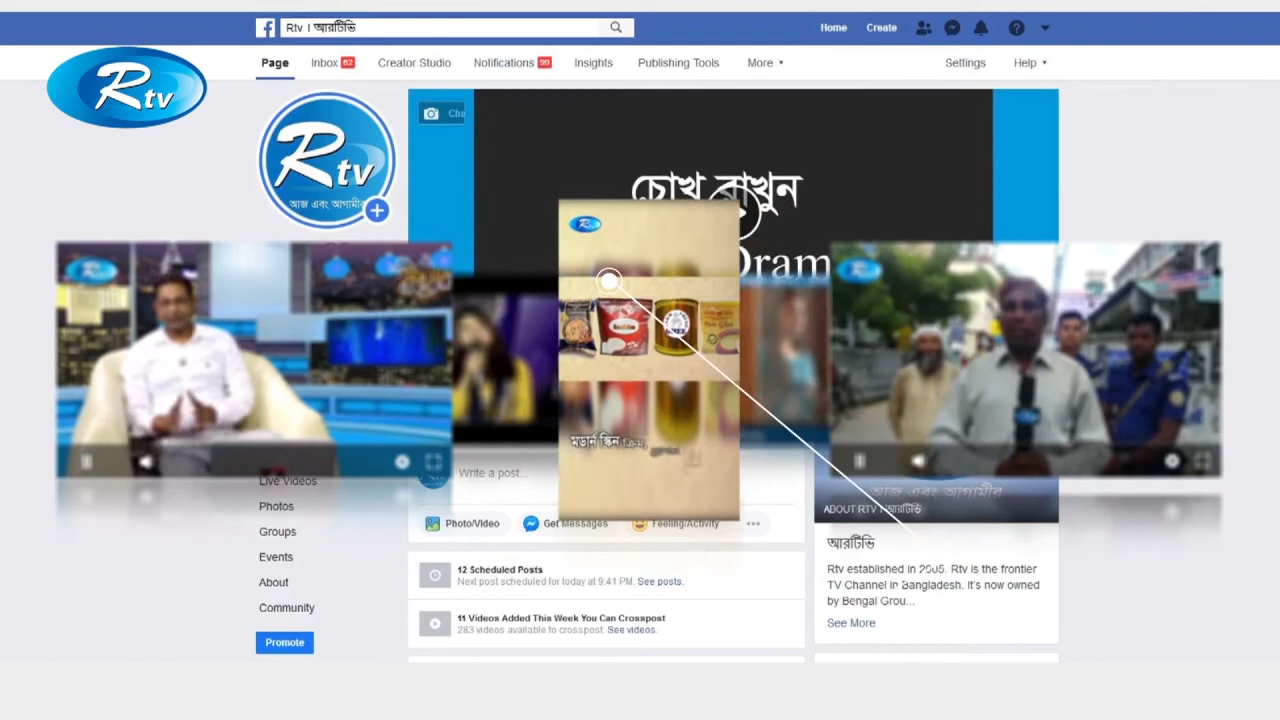 Rtv । আরটিভি
Home Create
Rtv
Page Inbox 62 Creator Studio Notifications 99 Insights Publishing Tools More Settings Help
Rtv
আজ এবং আগামীর
চোখ রাখুন
Dram
মডার্ন স্কিন ক্রিম,
Live Videos
Photos
Groups
Events
About
Community
Promote
Write a post...
Photo/Video Get Messages Feeling/Activity
12 Scheduled Posts
Next post scheduled for today at 9:41 PM. See posts.
11 Videos Added This Week You Can Crosspost
283 videos available to crosspost. See videos.
আজ এবং আগামীর
ABOUT RTV । আরটিভি
আরটিভি
Rtv established in 2005. Rtv is the frontier
TV Channel in Bangladesh. It's now owned
by Bengal Grou...
See More